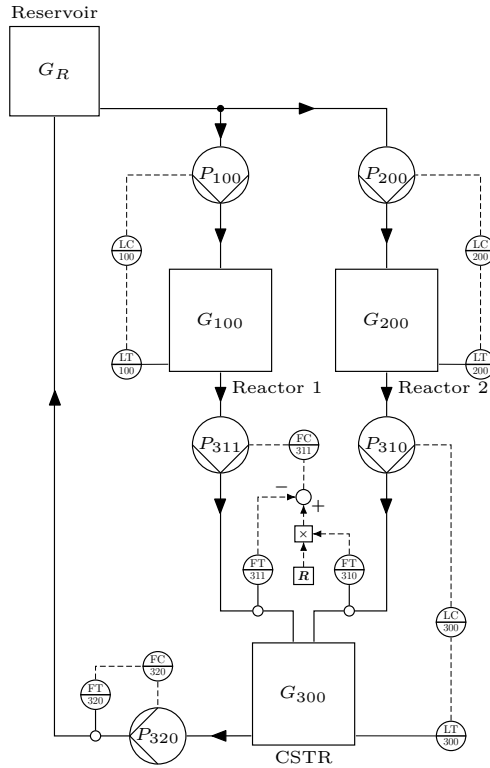 Reservoir
G_R
P_100
P_200
LC
100
LC
200
G_100
G_200
LT
100
LT
200
Reactor 1
Reactor 2
P_311
FC
311
P_310
−
+
×
FT
311
R
FT
310
LC
300
G_300
FC
320
FT
320
P_320
LT
300
CSTR